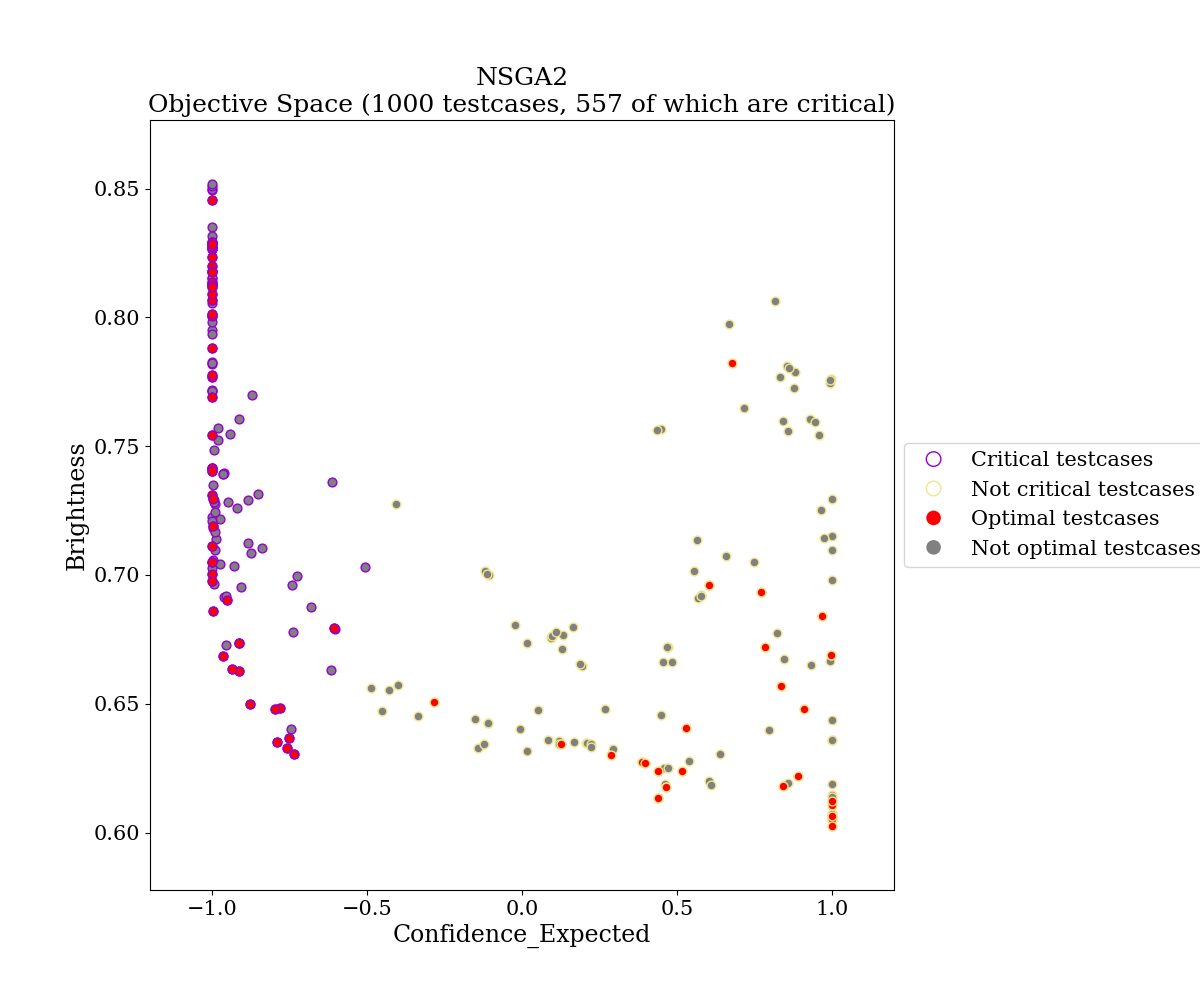 NSGA2
Objective Space (1000 testcases, 557 of which are critical)
0.85
0.80
0.75
0.70
0.65
0.60
Brightness
−1.0
−0.5
0.0
0.5
1.0
Confidence_Expected
Critical testcases
Not critical testcases
Optimal testcases
Not optimal testcases